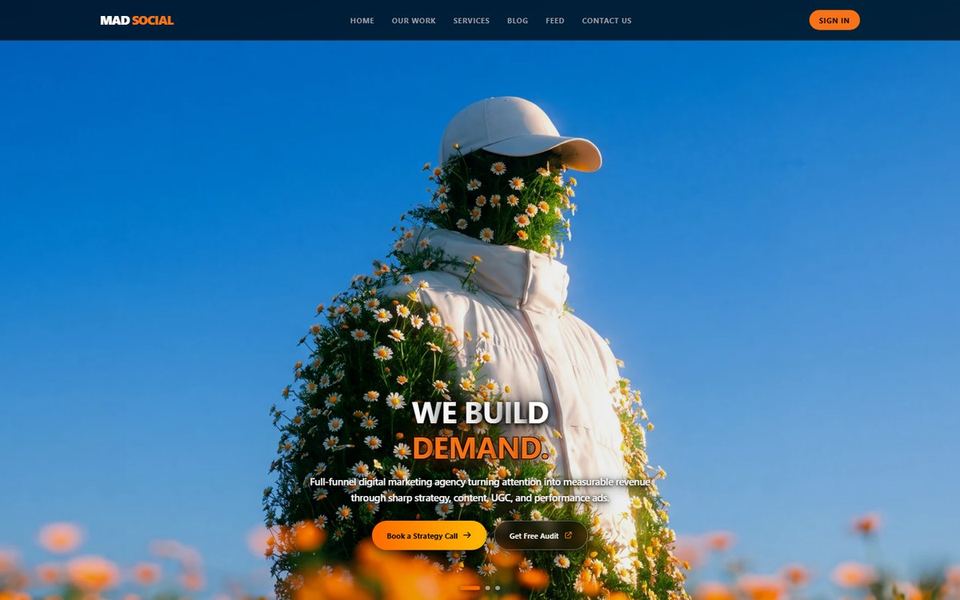 MAD SOCIAL
HOME
OUR WORK
SERVICES
BLOG
FEED
CONTACT US
SIGN IN
WE BUILD
DEMAND.
Full-funnel digital marketing agency turning attention into measurable revenue
through sharp strategy, content, UGC, and performance ads.
Book a Strategy Call
Get Free Audit